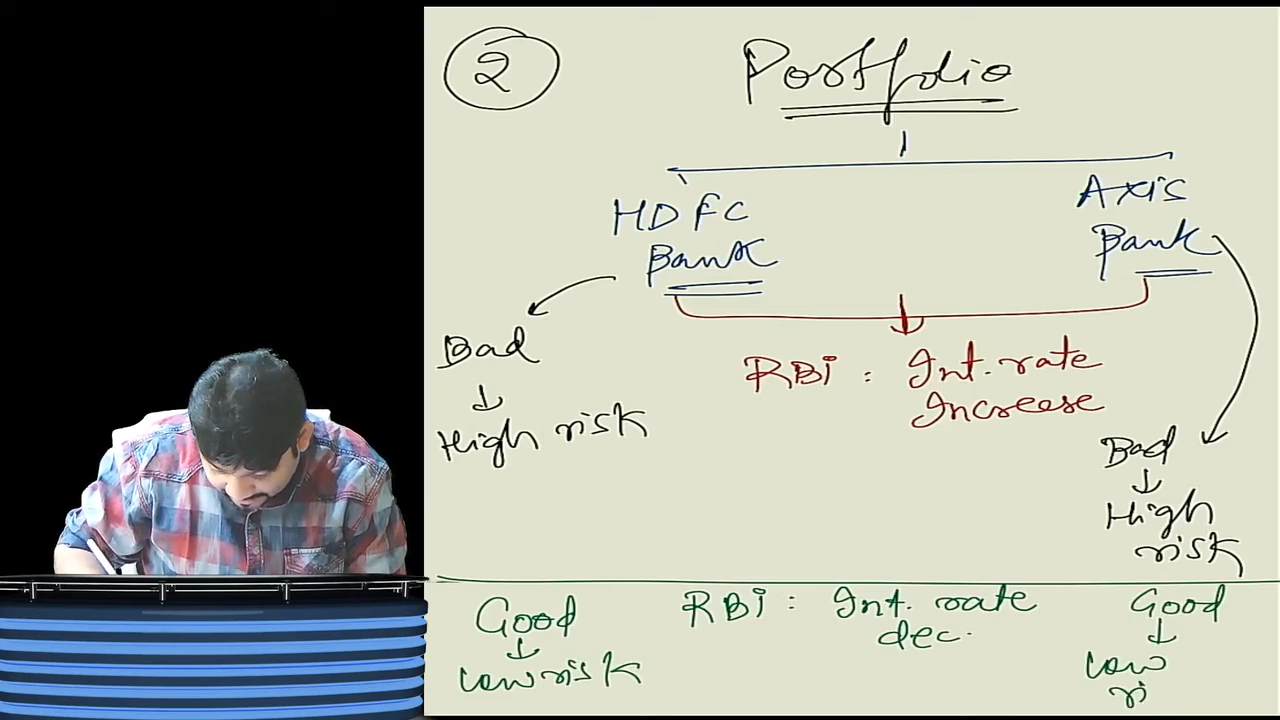 2
Portfolio
HDFC
Bank
Axis
Bank
Bad
High risk
RBI : Int. rate
Increase
Bad
High
risk
Good
Low risk
RBI : Int. rate
dec.
Good
Low
ri